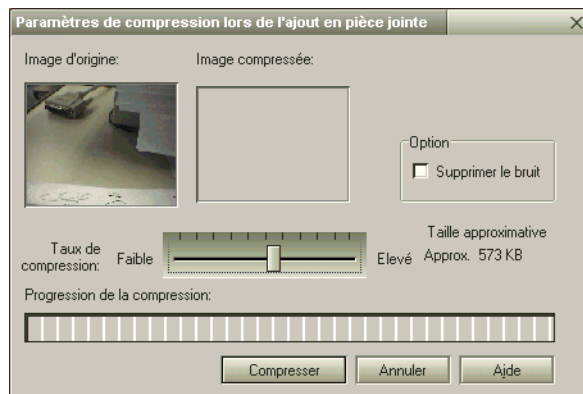 Paramètres de compression lors de l'ajout en pièce jointe
Image d'origine:
Image compressée:
Option
Supprimer le bruit
Taux de compression:
Faible
Elevé
Taille approximative
Approx. 573 KB
Progression de la compression:
Compresser
Annuler
Aide